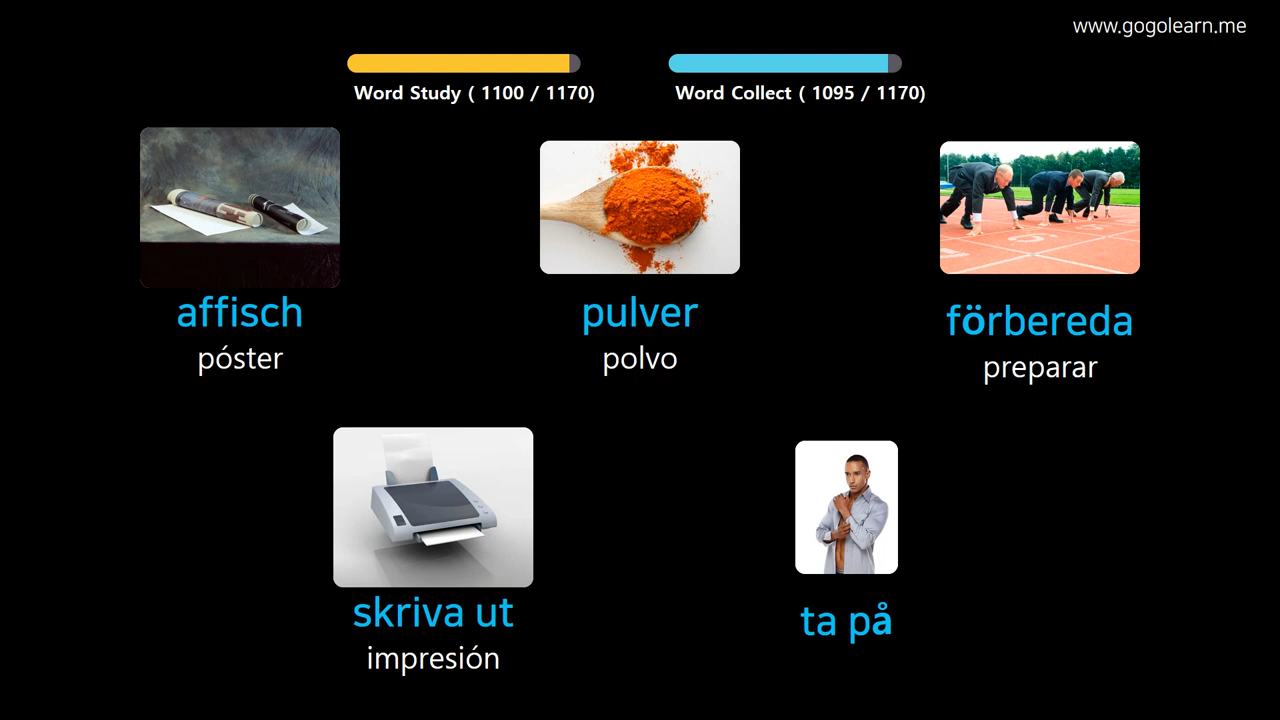 www.gogolearn.me
Word Study ( 1100 / 1170)
Word Collect ( 1095 / 1170)
affisch
póster
pulver
polvo
förbereda
preparar
skriva ut
impresión
ta på